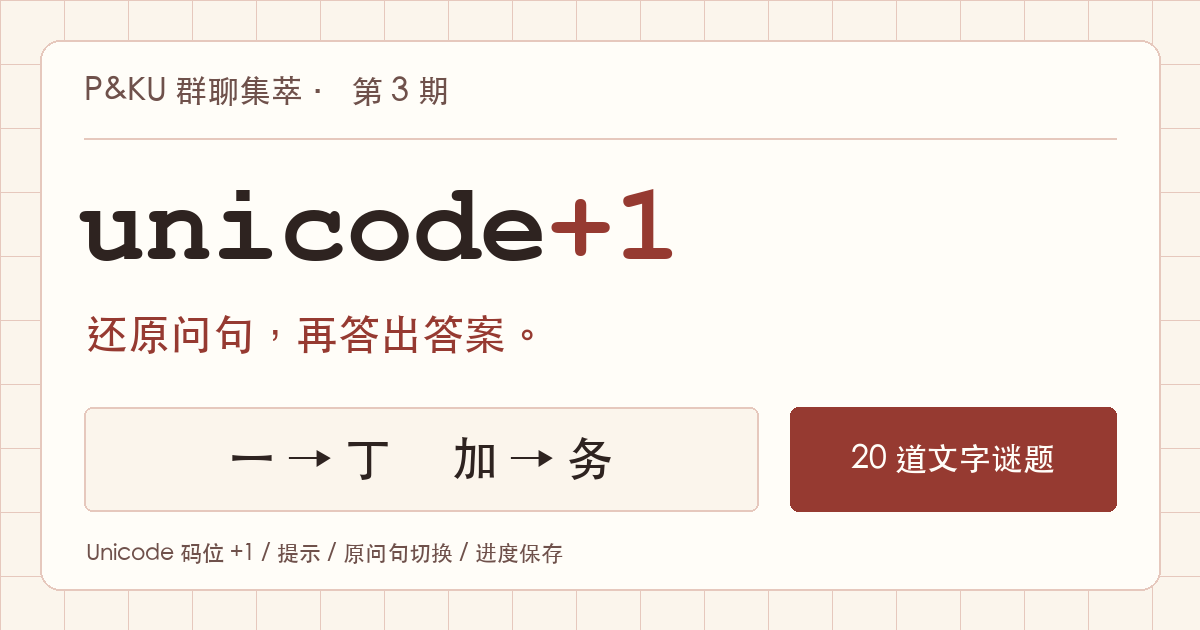 P&KU 群聊集萃 · 第 3 期
unicode+1
还原问句，再答出答案。
一 → 丁 加 → 务
20 道文字谜题
Unicode 码位 +1 / 提示 / 原问句切换 / 进度保存